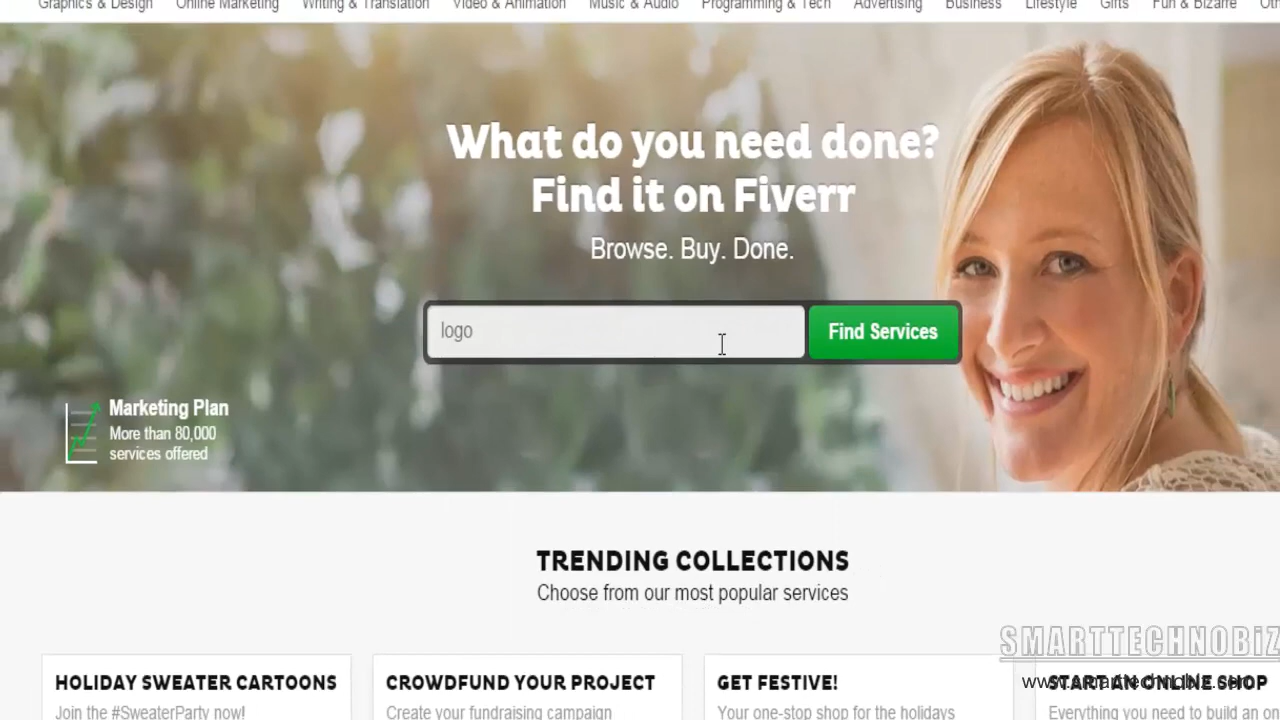 Graphics & Design Online Marketing Writing & Translation Video & Animation Music & Audio Programming & Tech Advertising Business Lifestyle Gifts Fun & Bizarre Oth
What do you need done?
Find it on Fiverr
Browse. Buy. Done.
logo
Find Services
Marketing Plan
More than 80,000
services offered
TRENDING COLLECTIONS
Choose from our most popular services
SMARTTECHNOBIZ
HOLIDAY SWEATER CARTOONS
Join the #SweaterParty now!
CROWDFUND YOUR PROJECT
Create your fundraising campaign
GET FESTIVE!
Your one-stop shop for the holidays
START AN ONLINE SHOP
Everything you need to build an on